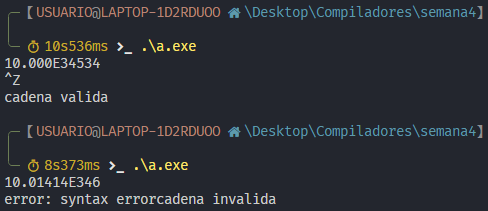 【USUARIO@LAPTOP-1D2RDUOO \Desktop\Compiladores\semana4】
10s536ms ❯_ .\a.exe
10.000E34534
^Z
cadena valida
【USUARIO@LAPTOP-1D2RDUOO \Desktop\Compiladores\semana4】
8s373ms ❯_ .\a.exe
10.01414E346
error: syntax errorcadena invalida